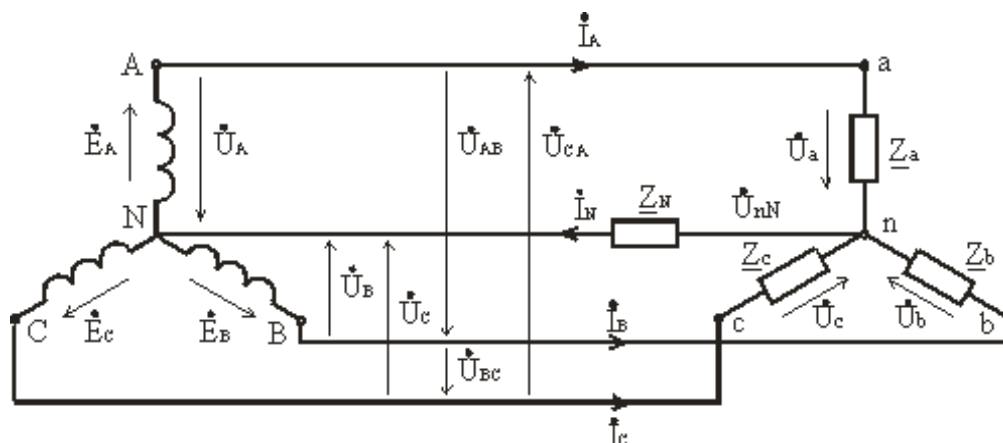 İA
A a
ĖA U̇A U̇AB U̇CA U̇a Za
N İN ZN U̇nN n
Zc Zb
U̇B U̇C
C ĖC ĖB B İB c U̇c U̇b b
U̇BC
İC